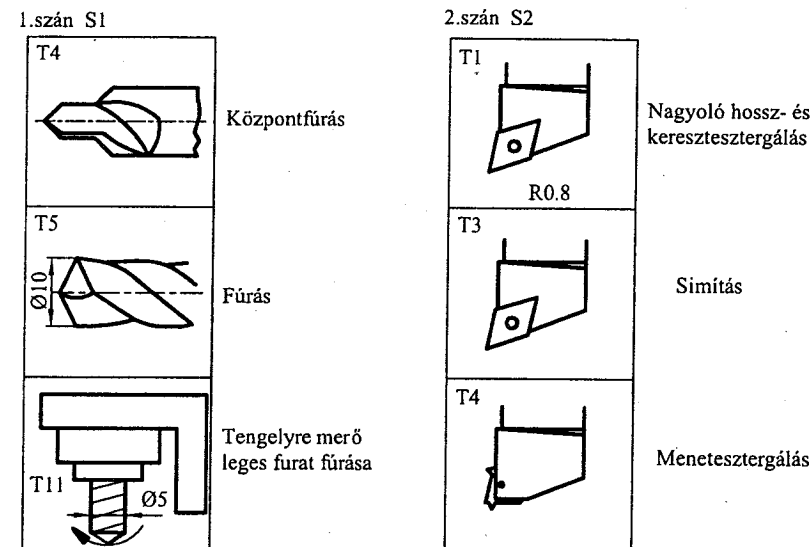 1.szán S1
T4
Központfúrás
T5
Ø10
Fúrás
T11
Ø5
Tengelyre merő
leges furat fúrása
2.szán S2
T1
R0.8
Nagyoló hossz- és
keresztesztergálás
T3
Simítás
T4
Menetesztergálás